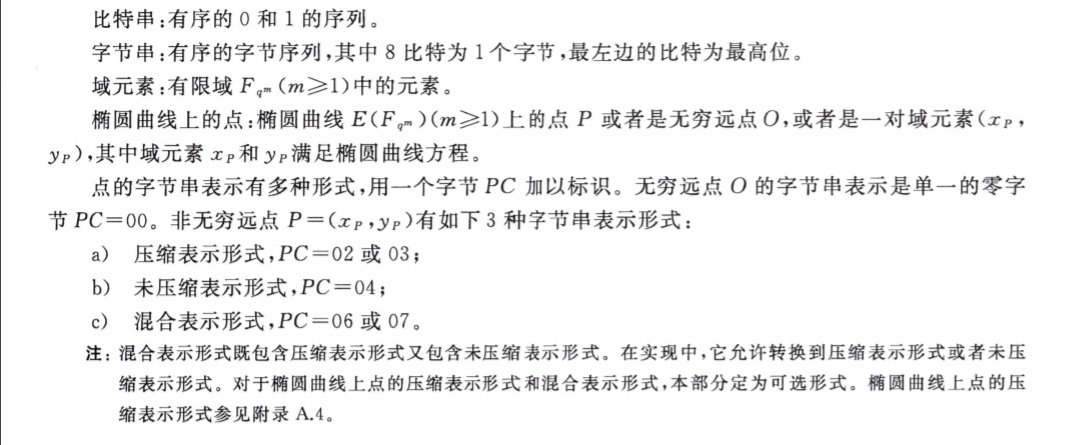 比特串:有序的 0 和 1 的序列。
字节串:有序的字节序列,其中 8 比特为 1 个字节,最左边的比特为最高位。
域元素:有限域 F_{q^m}(m≥1)中的元素。
椭圆曲线上的点:椭圆曲线 E(F_{q^m})(m≥1)上的点 P 或者是无穷远点 O,或者是一对域元素(x_P,
y_P),其中域元素 x_P和 y_P满足椭圆曲线方程。
点的字节串表示有多种形式,用一个字节 PC 加以标识。无穷远点 O 的字节串表示是单一的零字
节 PC=00。非无穷远点 P=(x_P,y_P)有如下 3 种字节串表示形式:
a) 压缩表示形式,PC=02 或 03;
b) 未压缩表示形式,PC=04;
c) 混合表示形式,PC=06 或 07。
注:混合表示形式既包含压缩表示形式又包含未压缩表示形式。在实现中,它允许转换到压缩表示形式或者未压
缩表示形式。对于椭圆曲线上点的压缩表示形式和混合表示形式,本部分定为可选形式。椭圆曲线上点的压
缩表示形式参见附录 A.4。